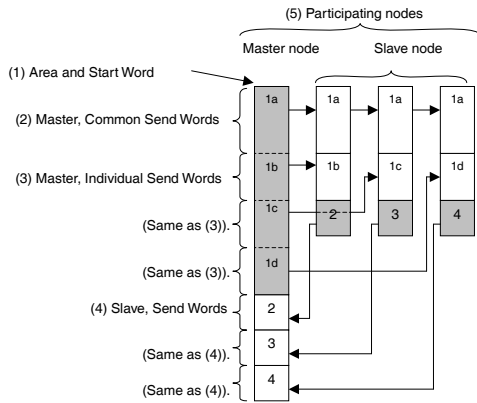 (5) Participating nodes
Master node
Slave node
(1) Area and Start Word
1a
1a
1a
1a
(2) Master, Common Send Words
1b
1b
1c
1d
(3) Master, Individual Send Words
1c
2
3
4
(Same as (3)).
1d
(Same as (3)).
(4) Slave, Send Words
2
(Same as (4)).
3
(Same as (4)).
4